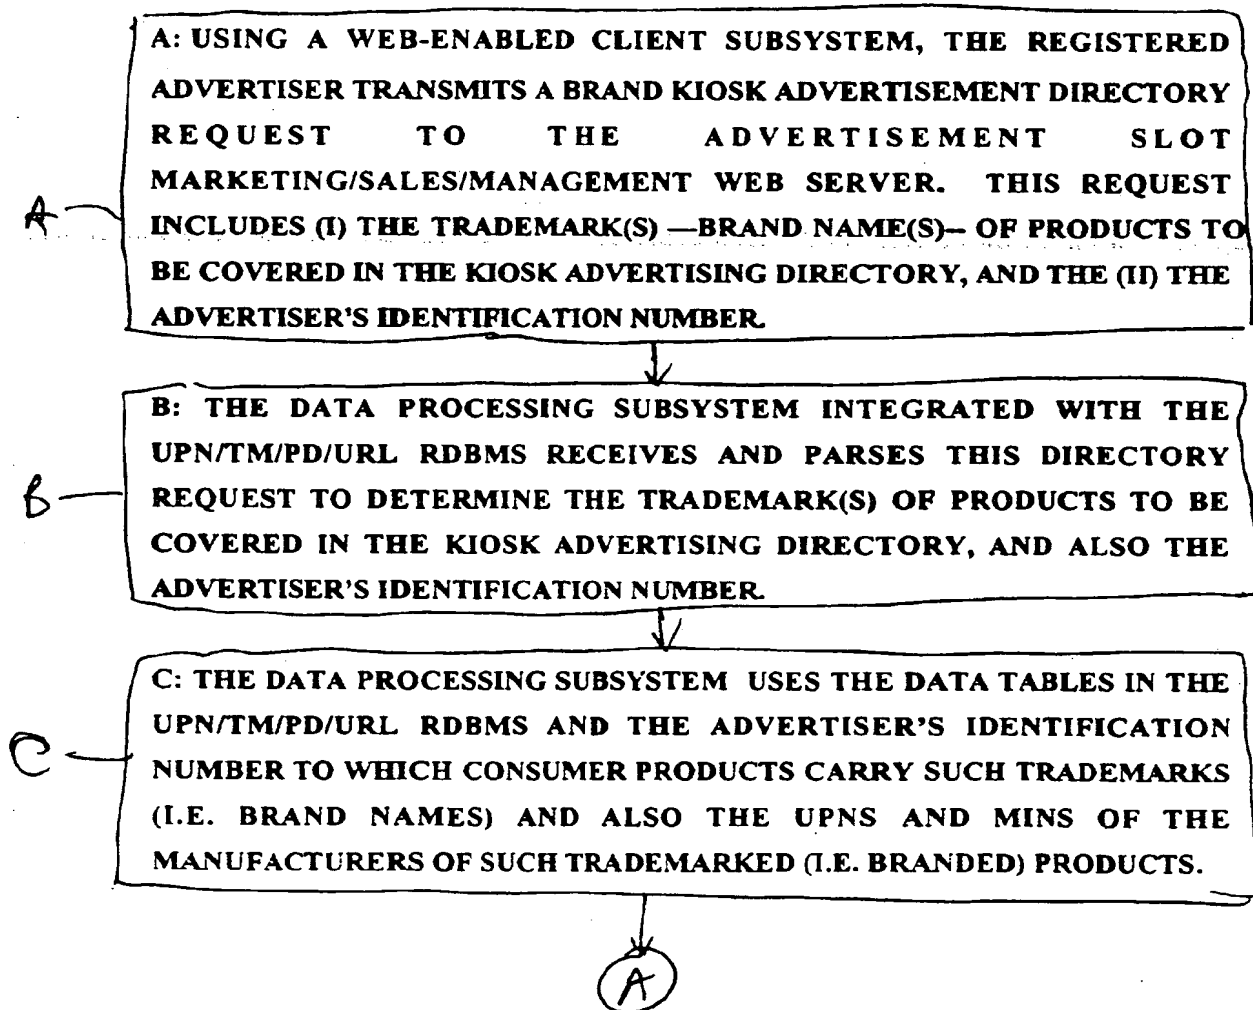 A: USING A WEB-ENABLED CLIENT SUBSYSTEM, THE REGISTERED
ADVERTISER TRANSMITS A BRAND KIOSK ADVERTISEMENT DIRECTORY
REQUEST TO THE ADVERTISEMENT SLOT
MARKETING/SALES/MANAGEMENT WEB SERVER. THIS REQUEST
A
INCLUDES (I) THE TRADEMARK(S) —BRAND NAME(S)– OF PRODUCTS TO
BE COVERED IN THE KIOSK ADVERTISING DIRECTORY, AND THE (II) THE
ADVERTISER'S IDENTIFICATION NUMBER.
B: THE DATA PROCESSING SUBSYSTEM INTEGRATED WITH THE
UPN/TM/PD/URL RDBMS RECEIVES AND PARSES THIS DIRECTORY
B
REQUEST TO DETERMINE THE TRADEMARK(S) OF PRODUCTS TO BE
COVERED IN THE KIOSK ADVERTISING DIRECTORY, AND ALSO THE
ADVERTISER'S IDENTIFICATION NUMBER.
C: THE DATA PROCESSING SUBSYSTEM USES THE DATA TABLES IN THE
UPN/TM/PD/URL RDBMS AND THE ADVERTISER'S IDENTIFICATION
C
NUMBER TO WHICH CONSUMER PRODUCTS CARRY SUCH TRADEMARKS
(I.E. BRAND NAMES) AND ALSO THE UPNS AND MINS OF THE
MANUFACTURERS OF SUCH TRADEMARKED (I.E. BRANDED) PRODUCTS.
A